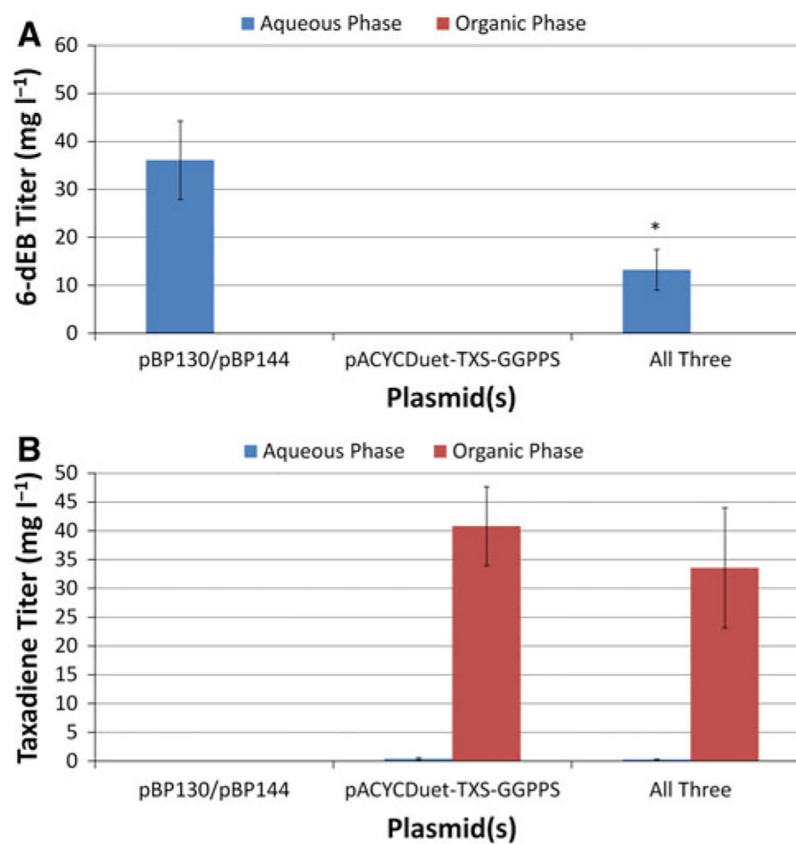 A
Aqueous Phase Organic Phase
60
50
40
30
20
10
0
6-dEB Titer (mg l⁻¹)
*
pBP130/pBP144 pACYCDuet-TXS-GGPPS All Three
Plasmid(s)
B
Aqueous Phase Organic Phase
50
45
40
35
30
25
20
15
10
5
0
Taxadiene Titer (mg l⁻¹)
pBP130/pBP144 pACYCDuet-TXS-GGPPS All Three
Plasmid(s)